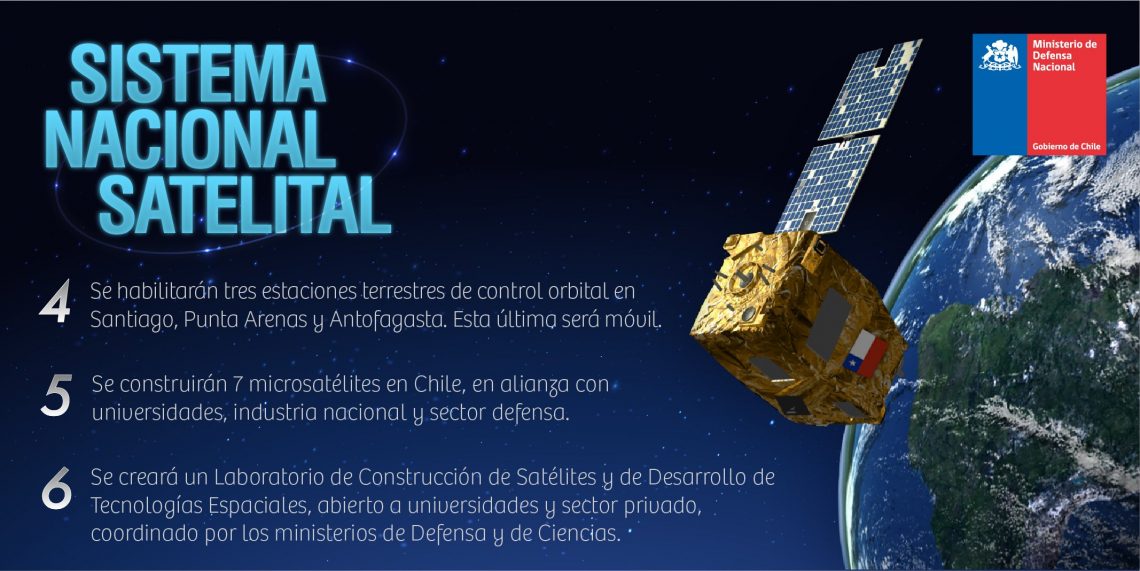 SISTEMA
NACIONAL
SATELITAL
Ministerio de
Defensa
Nacional
Gobierno de Chile
4 Se habilitarán tres estaciones terrestres de control orbital en
Santiago, Punta Arenas y Antofagasta. Esta última será móvil.
5 Se construirán 7 microsatélites en Chile, en alianza con
universidades, industria nacional y sector defensa.
6 Se creará un Laboratorio de Construcción de Satélites y de Desarrollo de
Tecnologías Espaciales, abierto a universidades y sector privado,
coordinado por los ministerios de Defensa y de Ciencias.